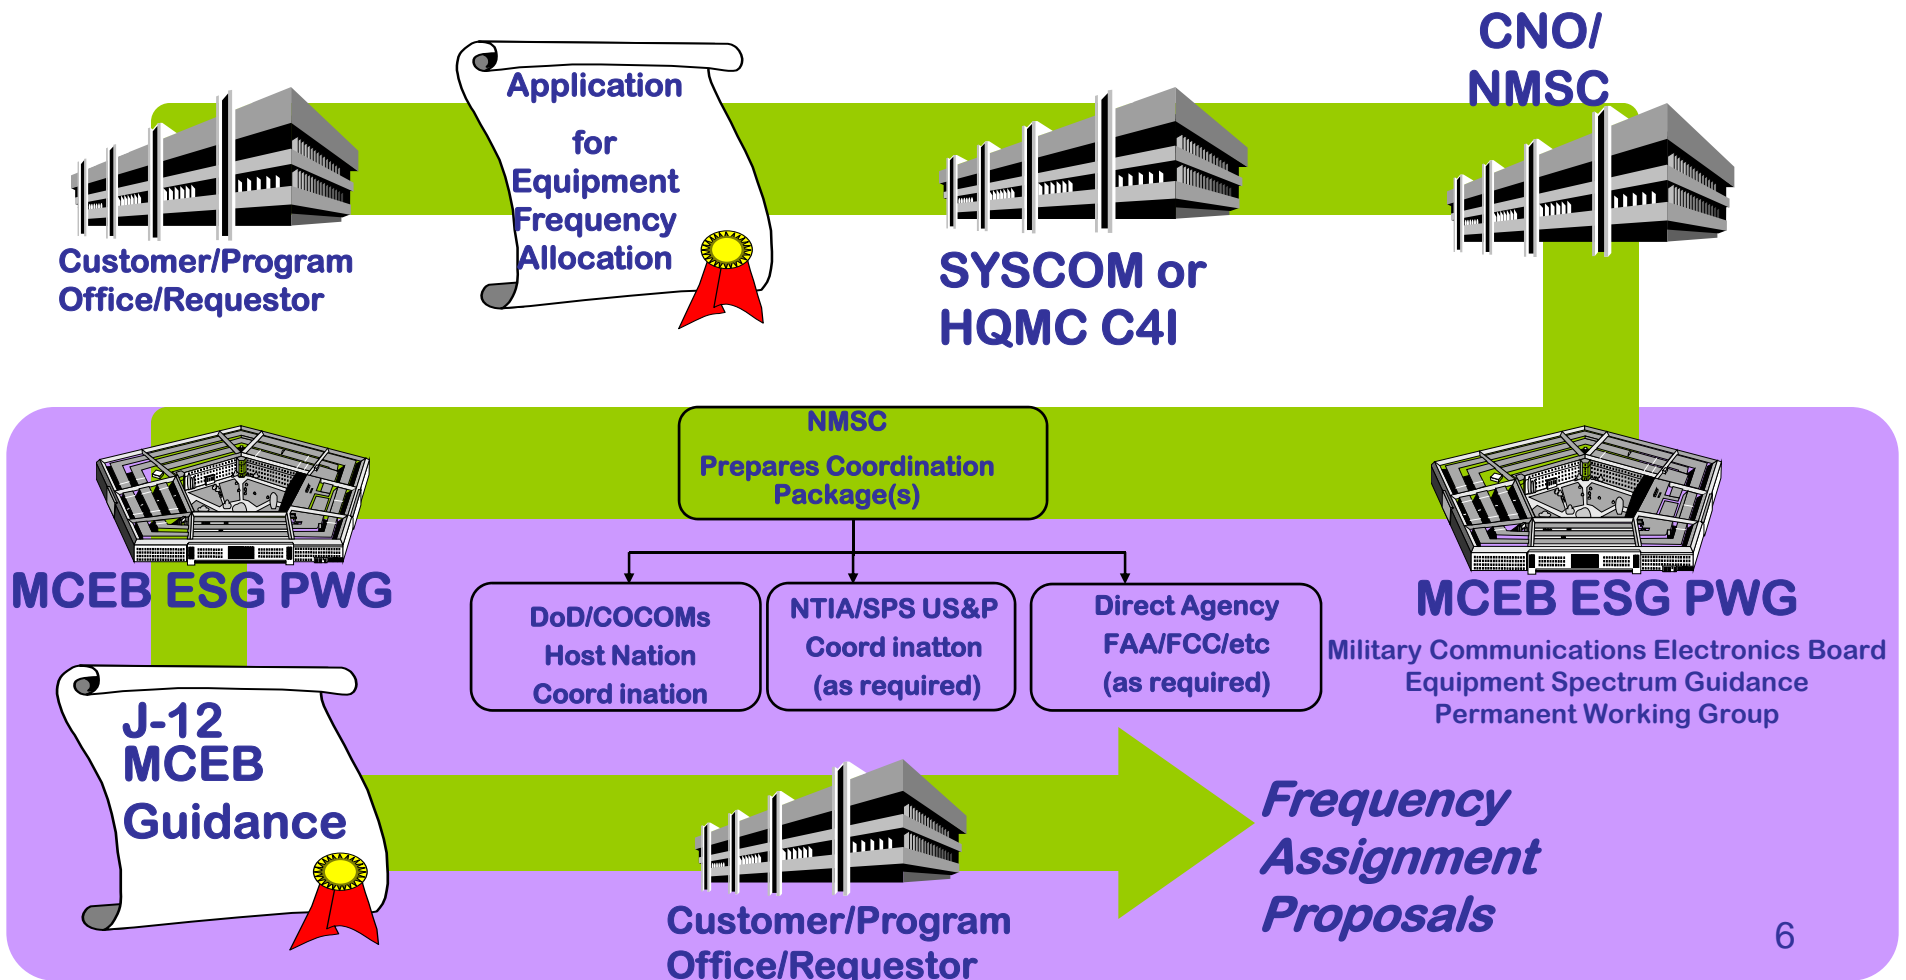 CNO/
NMSC
Application
for
Equipment
Frequency
Allocation
Customer/Program
Office/Requestor
SYSCOM or
HQMC C4I
NMSC
Prepares Coordination
Package(s)
MCEB ESG PWG
DoD/COCOMs
Host Nation
Coord ination
NTIA/SPS US&P
Coord inatton
(as required)
Direct Agency
FAA/FCC/etc
(as required)
MCEB ESG PWG
Military Communications Electronics Board
Equipment Spectrum Guidance
Permanent Working Group
J-12
MCEB
Guidance
Customer/Program
Office/Requestor
Frequency
Assignment
Proposals
6